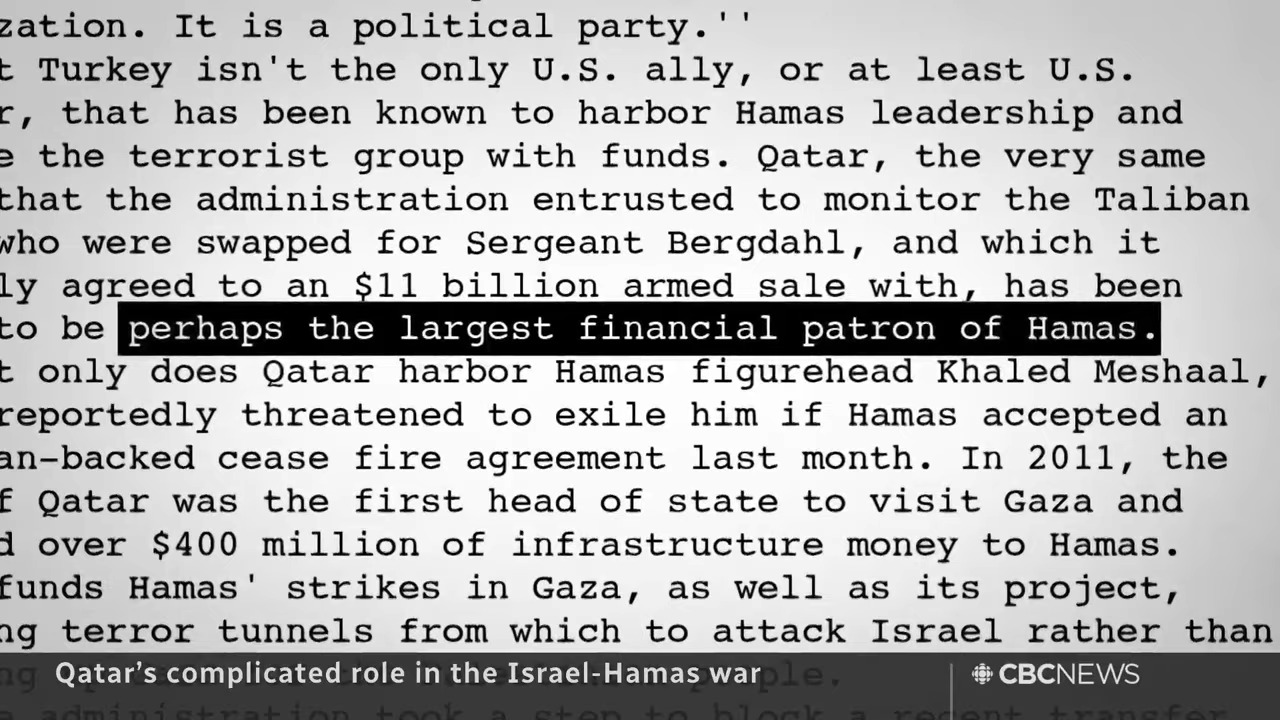 zation. It is a political party.''
t Turkey isn't the only U.S. ally, or at least U.S.
r, that has been known to harbor Hamas leadership and
e the terrorist group with funds. Qatar, the very same
that the administration entrusted to monitor the Taliban
who were swapped for Sergeant Bergdahl, and which it
ly agreed to an $11 billion armed sale with, has been
to be perhaps the largest financial patron of Hamas.
t only does Qatar harbor Hamas figurehead Khaled Meshaal,
reportedly threatened to exile him if Hamas accepted an
an-backed cease fire agreement last month. In 2011, the
f Qatar was the first head of state to visit Gaza and
d over $400 million of infrastructure money to Hamas.
funds Hamas' strikes in Gaza, as well as its project,
ng terror tunnels from which to attack Israel rather than
Qatar's complicated role in the Israel-Hamas war
CBCNEWS
administration took a step to block a recent transfer